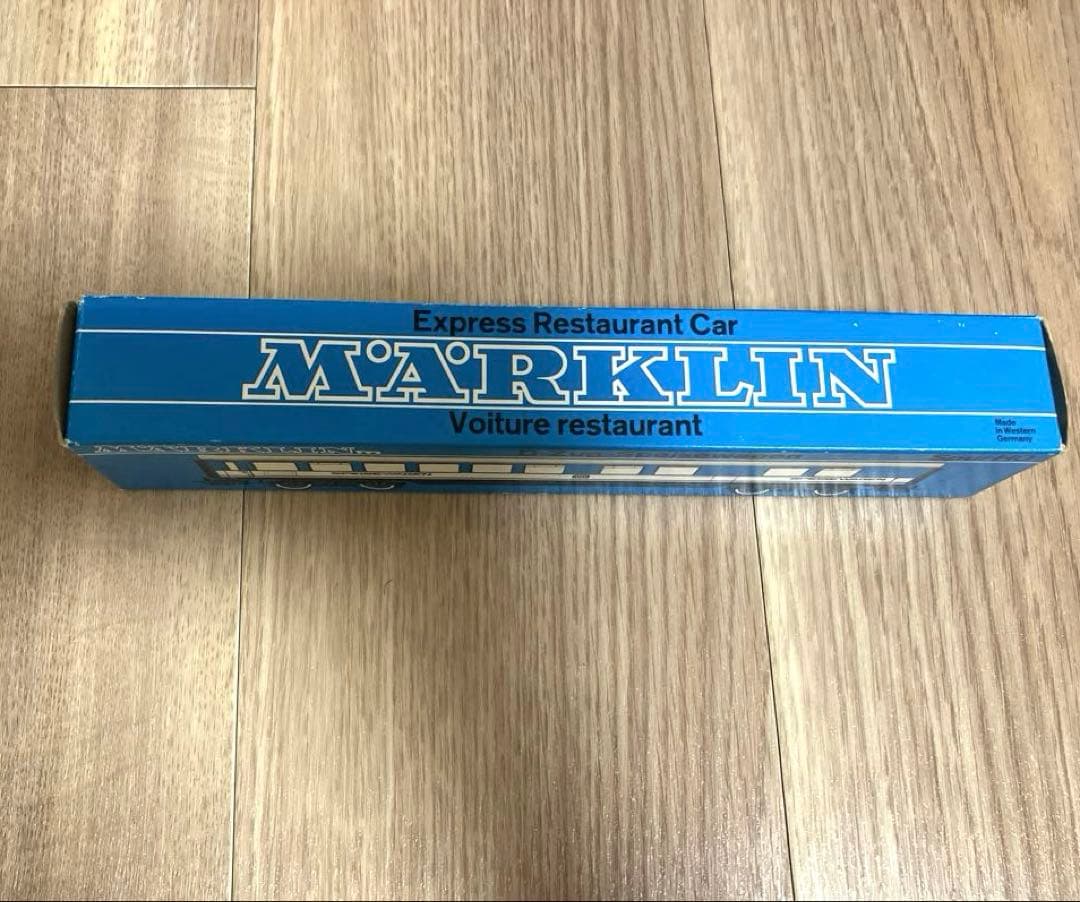 Express Restaurant Car
MÄRKLIN
Voiture restaurant
Made
in Western
Germany